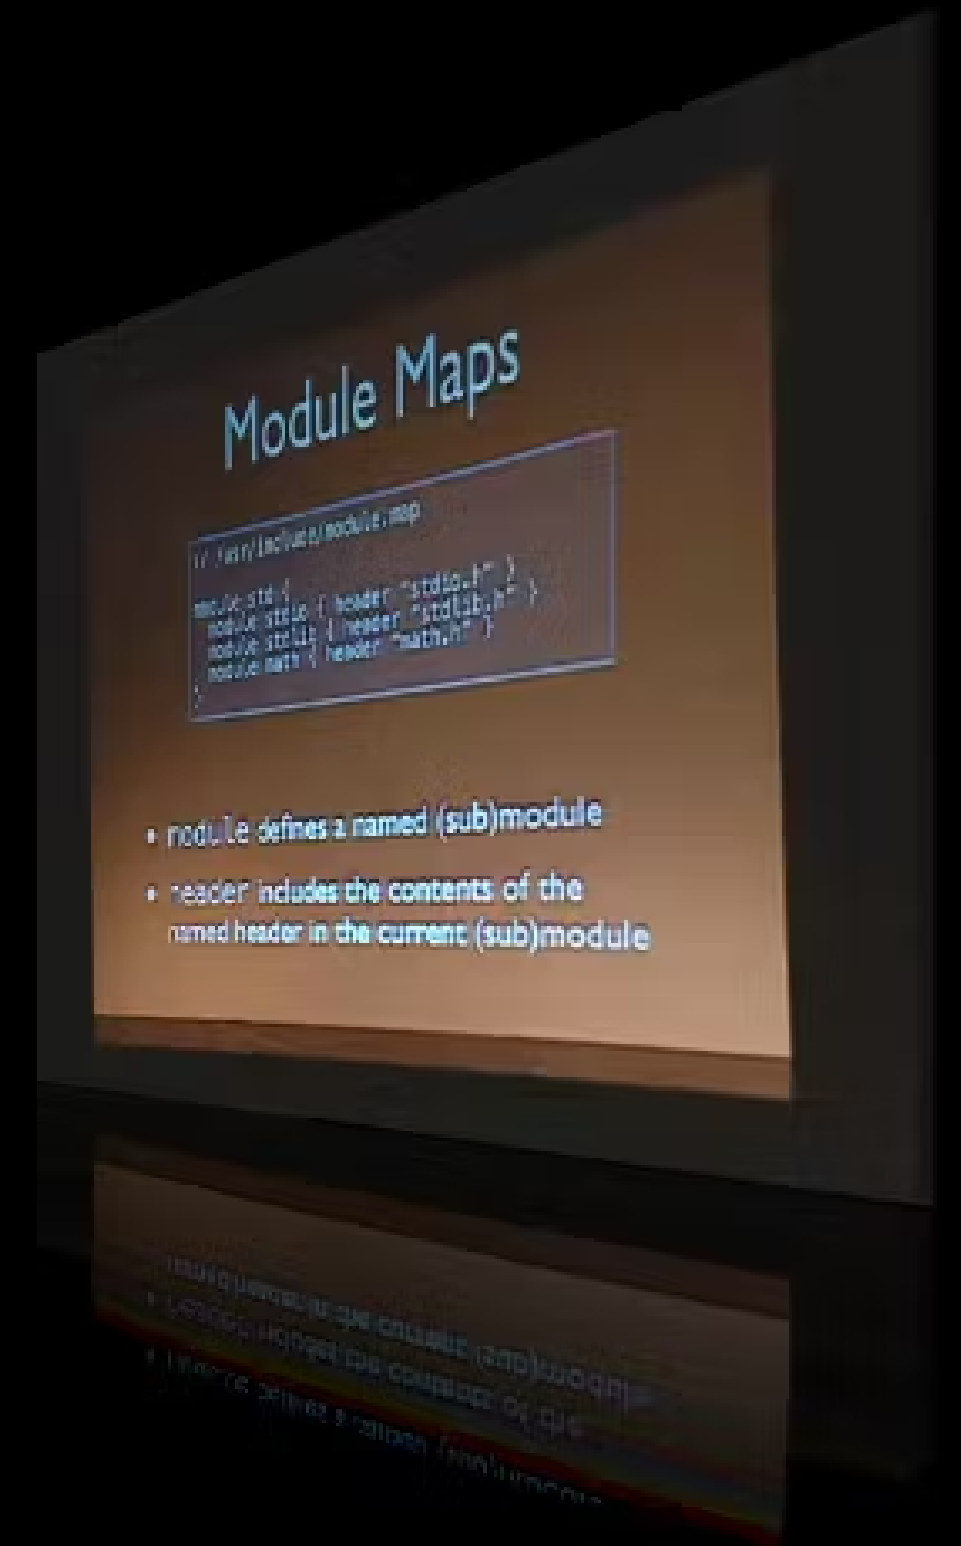 Module Maps
// /usr/include/module.map
module std {
module stdio { header "stdio.h" }
module stdlib { header "stdlib.h" }
module math { header "math.h" }
}
• module defines a named (sub)module
• header includes the contents of the
named header in the current (sub)module